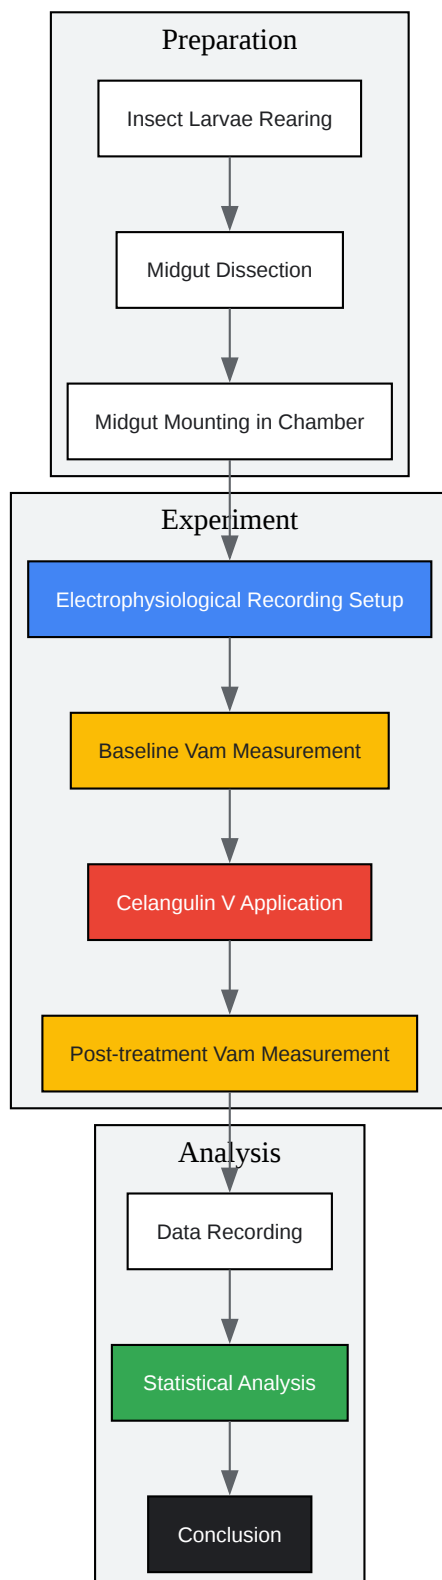 Preparation
Insect Larvae Rearing
Midgut Dissection
Midgut Mounting in Chamber
Experiment
Electrophysiological Recording Setup
Baseline Vam Measurement
Celangulin V Application
Post-treatment Vam Measurement
Analysis
Data Recording
Statistical Analysis
Conclusion